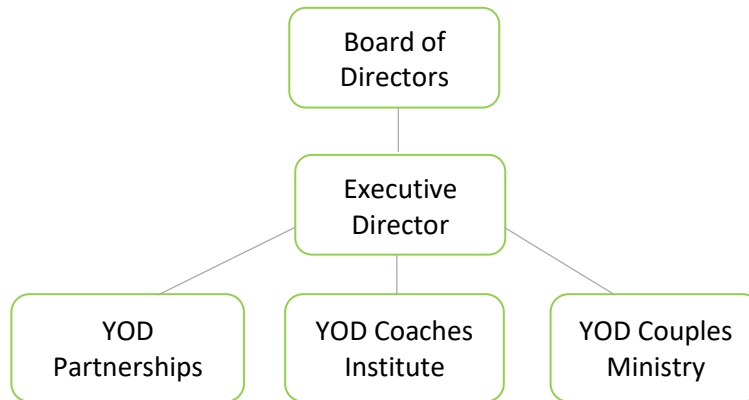 Board of
Directors
Executive
Director
YOD
Partnerships
YOD Coaches
Institute
YOD Couples
Ministry